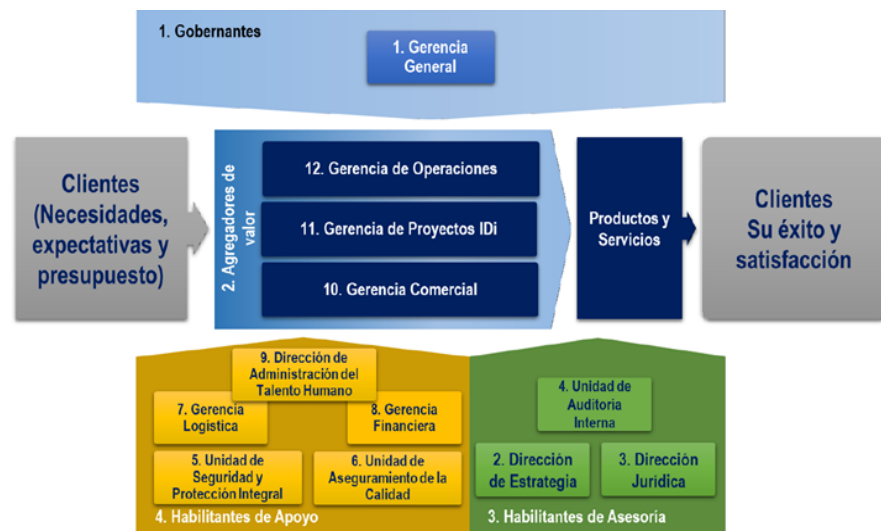 1. Gobernantes
1. Gerencia
General
Clientes
(Necesidades,
expectativas y
presupuesto)
2. Agregadores de
valor
12. Gerencia de Operaciones
11. Gerencia de Proyectos IDi
10. Gerencia Comercial
Productos y
Servicios
Clientes
Su éxito y
satisfacción
9. Dirección de
Administración del
Talento Humano
7. Gerencia
Logística
8. Gerencia
Financiera
5. Unidad de
Seguridad y
Protección Integral
6. Unidad de
Aseguramiento de la
Calidad
4. Habilitantes de Apoyo
4. Unidad de
Auditoria
Interna
2. Dirección
de Estrategia
3. Dirección
Jurídica
3. Habilitantes de Asesoría